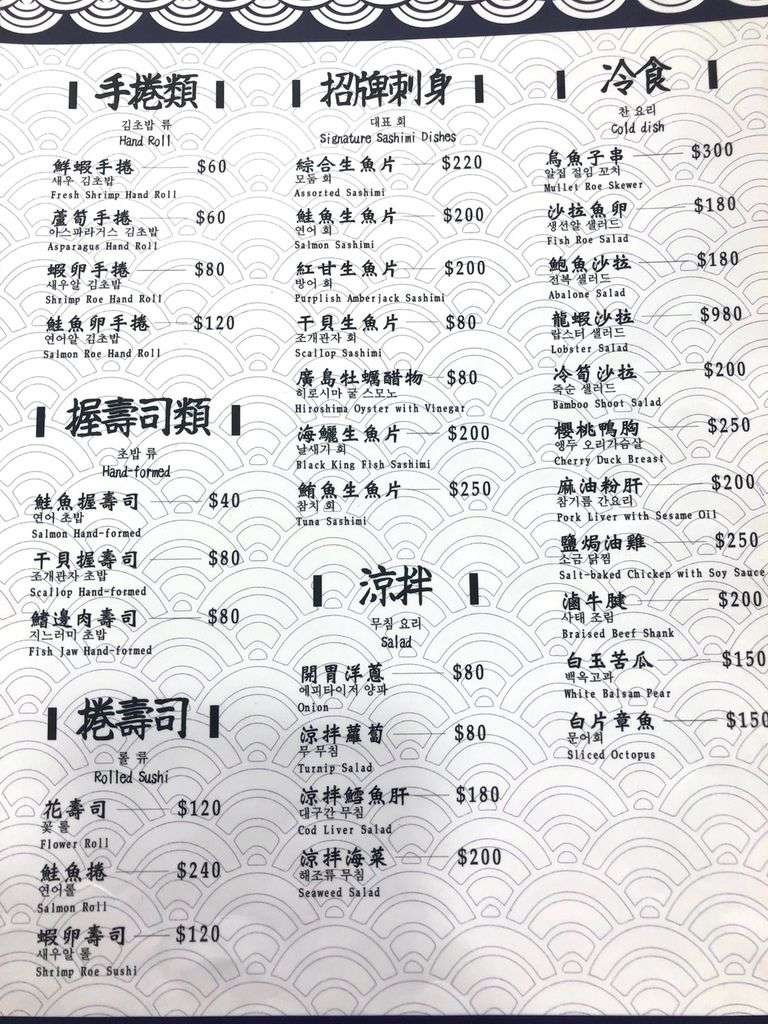 手捲類
김초밥 류
Hand Roll
鮮蝦手捲 $60
새우 김초밥
Fresh Shrimp Hand Roll
蘆筍手捲 $60
아스파라거스 김초밥
Asparagus Hand Roll
蝦卵手捲 $80
새우알 김초밥
Shrimp Roe Hand Roll
鮭魚卵手捲 $120
연어알 김초밥
Salmon Roe Hand Roll
握壽司類
초밥 류
Hand-formed
鮭魚握壽司 $40
연어 초밥
Salmon Hand-formed
干貝握壽司 $80
조개관자 초밥
Scallop Hand-formed
鰭邊肉壽司 $80
지느러미 초밥
Fish Jaw Hand-formed
捲壽司
롤 류
Rolled Sushi
花壽司 $120
꽃 롤
Flower Roll
鮭魚捲 $240
연어롤
Salmon Roll
蝦卵壽司 $120
새우알 롤
Shrimp Roe Sushi
招牌刺身
대표 회
Signature Sashimi Dishes
綜合生魚片 $220
모둠 회
Assorted Sashimi
鮭魚生魚片 $200
연어 회
Salmon Sashimi
紅甘生魚片 $200
방어 회
Purplish Amberjack Sashimi
干貝生魚片 $80
조개관자 회
Scallop Sashimi
廣島牡蠣醋物 $80
히로시마 굴 스모노
Hiroshima Oyster with Vinegar
海鱺生魚片 $200
날새기 회
Black King Fish Sashimi
鮪魚生魚片 $250
참치 회
Tuna Sashimi
涼拌
무침 요리
Salad
開胃洋蔥 $80
에피타이저 양파
Onion
涼拌蘿蔔 $80
무 무침
Turnip Salad
涼拌鱈魚肝 $180
대구간 무침
Cod Liver Salad
涼拌海菜 $200
해조류 무침
Seaweed Salad
冷食
찬 요리
Cold dish
烏魚子串 $300
알집 절임 꼬치
Mullet Roe Skewer
沙拉魚卵 $180
생선알 샐러드
Fish Roe Salad
鮑魚沙拉 $180
전복 샐러드
Abalone Salad
龍蝦沙拉 $980
랍스터 샐러드
Lobster Salad
冷筍沙拉 $200
죽순 샐러드
Bamboo Shoot Salad
櫻桃鴨胸 $250
앵두 오리가슴살
Cherry Duck Breast
麻油粉肝 $200
참기름 간요리
Pork Liver with Sesame Oil
鹽焗油雞 $250
소금 닭찜
Salt-baked Chicken with Soy Sauce
滷牛腱 $200
사태 조림
Braised Beef Shank
白玉苦瓜 $150
백옥고과
White Balsam Pear
白片章魚 $150
문어회
Sliced Octopus